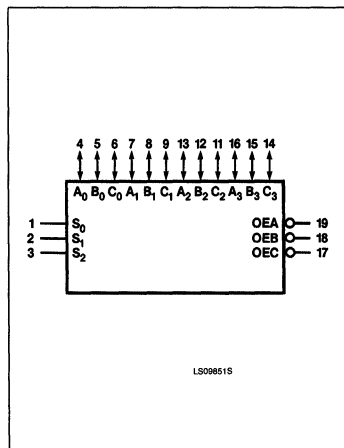 4 5 6 7 8 9 13 12 11 16 15 14
A0 B0 C0 A1 B1 C1 A2 B2 C2 A3 B3 C3
1 S0 OEA 19
2 S1 OEB 18
3 S2 OEC 17
LS09851S